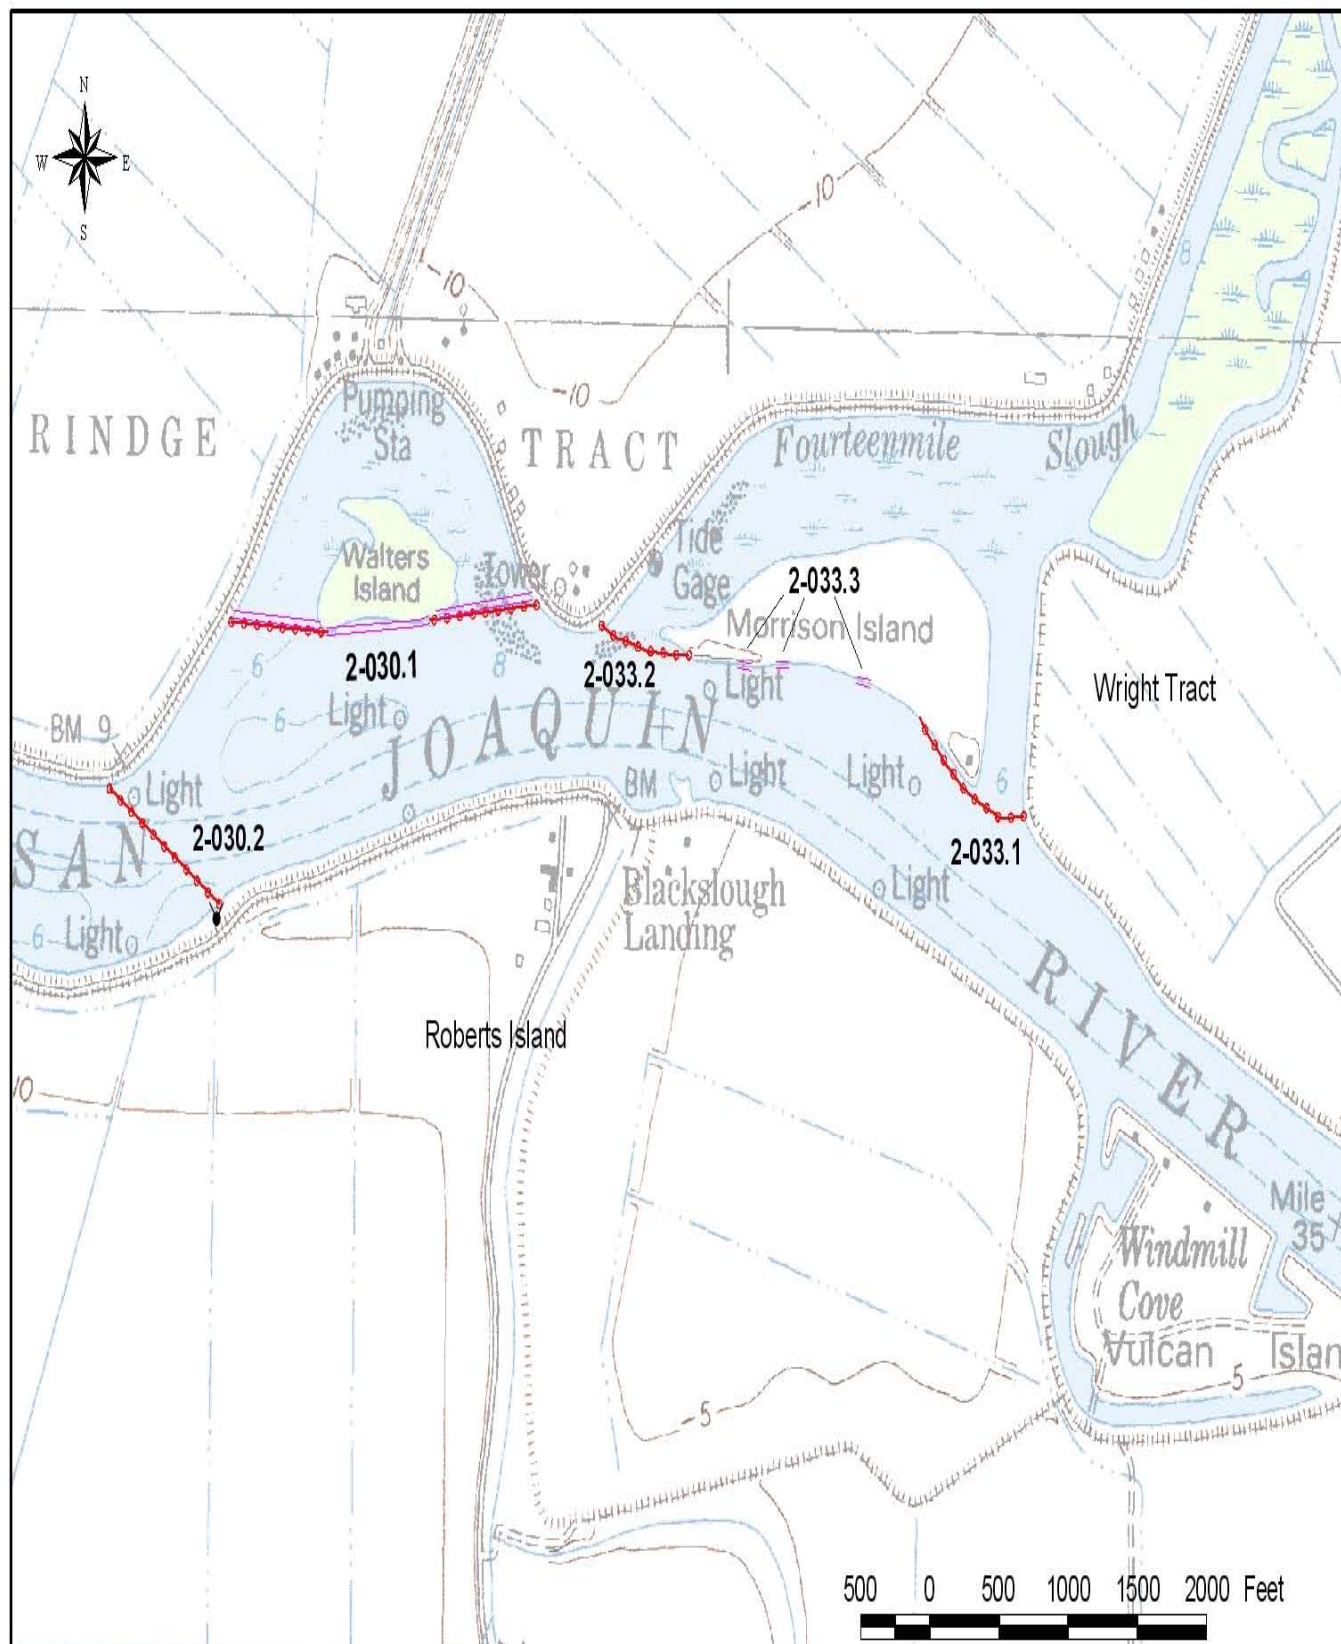 N
W E
S
10
10
10
8
Pumping
Sta
RINDGE TRACT
Fourteenmile Slough
Walters
Island
Tower
Tide
Gage
2-033.3
Morrison Island
6
2-030.1
8
2-033.2
Light
Wright Tract
BM 9
6
Light
JOAQUIN
BM
Light
Light
6
Light
2-030.2
2-033.1
SAN
Light
Blackslough
Landing
6
Light
RIVER
Roberts Island
10
Mile
35
Windmill
Cove
Vulcan Islan
5
5
500 0 500 1000 1500 2000 Feet